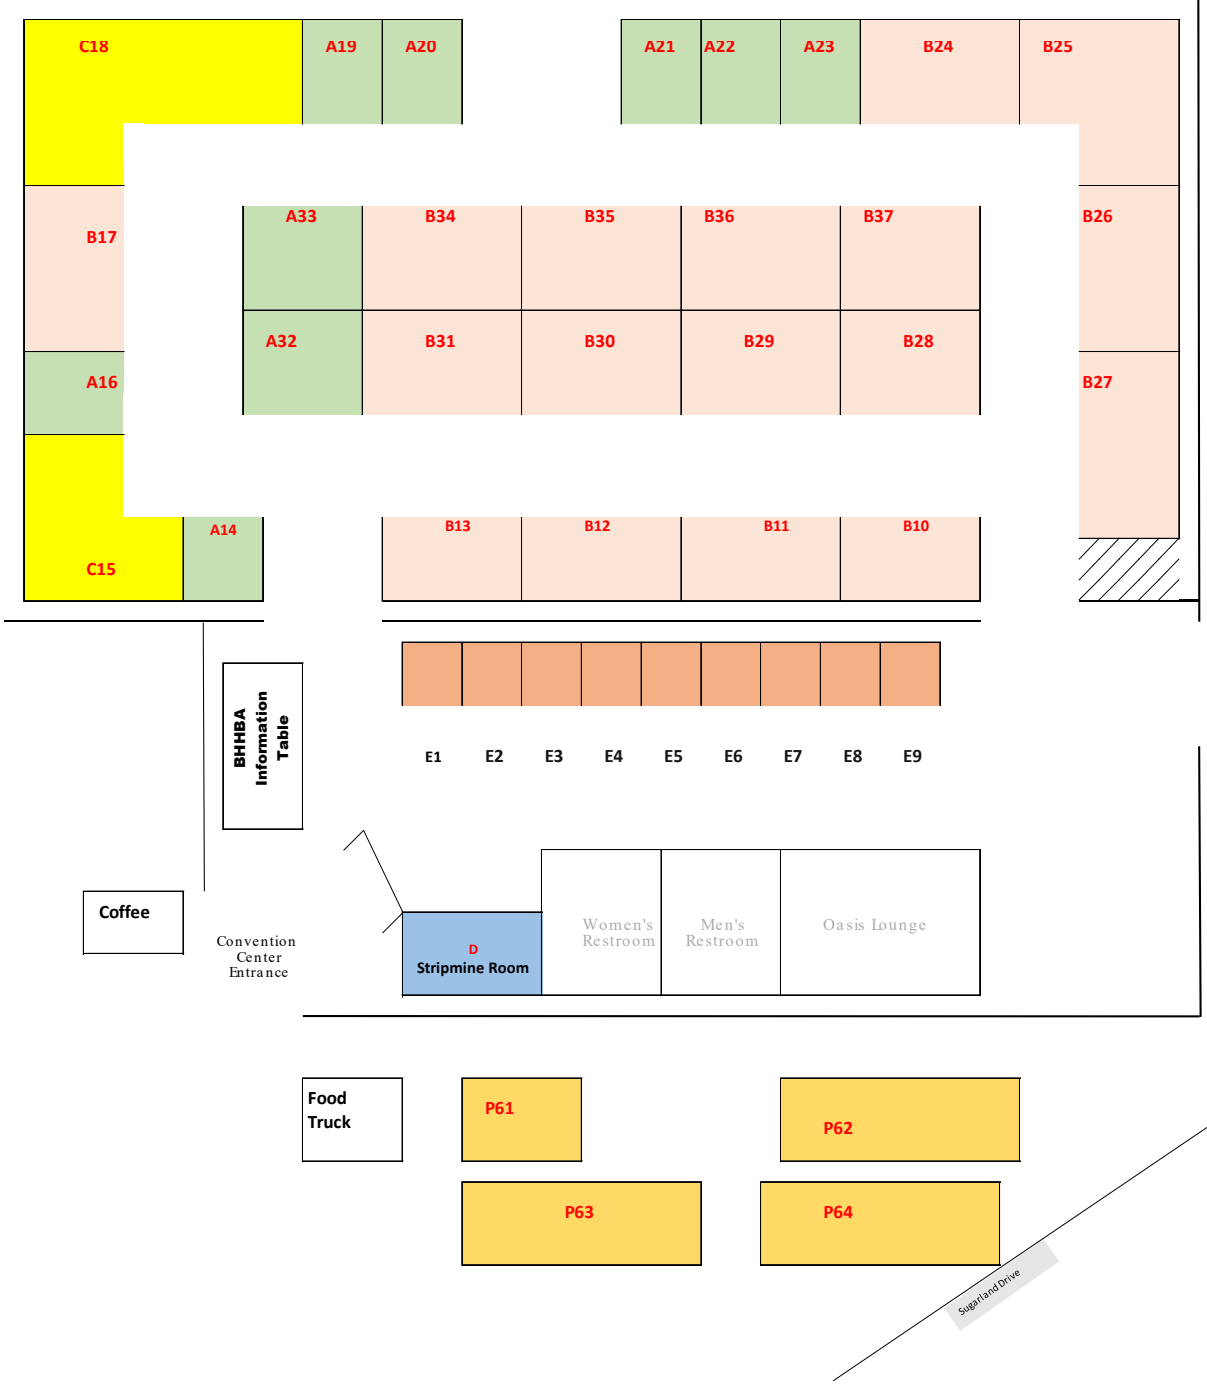 C18
A19
A20
A21
A22
A23
B24
B25
A33
B34
B35
B36
B37
B26
B17
A32
B31
B30
B29
B28
A16
B27
A14
B13
B12
B11
B10
C15
BHHBA
Information
Table
E1
E2
E3
E4
E5
E6
E7
E8
E9
Coffee
Convention
Center
Entrance
D
Stripmine Room
Women's
Restroom
Men's
Restroom
Oasis Lounge
Food
Truck
P61
P62
P63
P64
Sugarland Drive